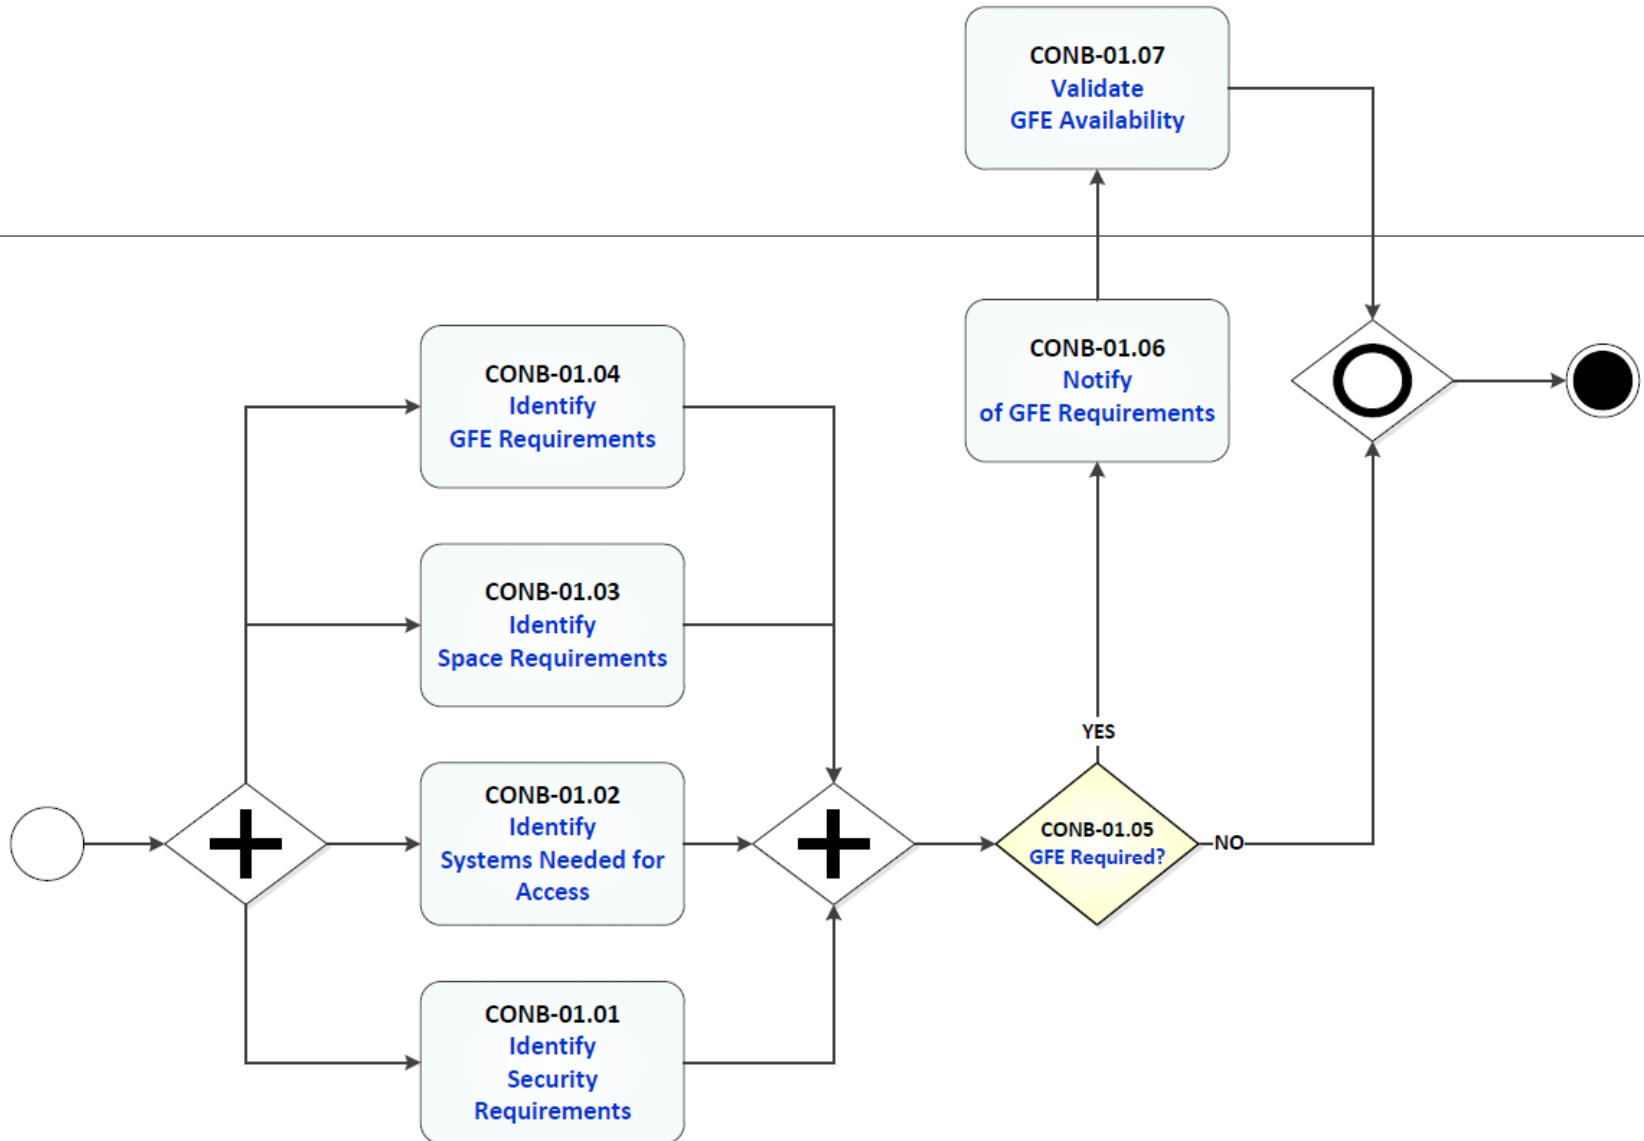 CONB-01.07
Validate
GFE Availability
CONB-01.06
Notify
of GFE Requirements
CONB-01.04
Identify
GFE Requirements
CONB-01.03
Identify
Space Requirements
YES
CONB-01.02
Identify
Systems Needed for
Access
CONB-01.05
GFE Required?
NO
CONB-01.01
Identify
Security
Requirements